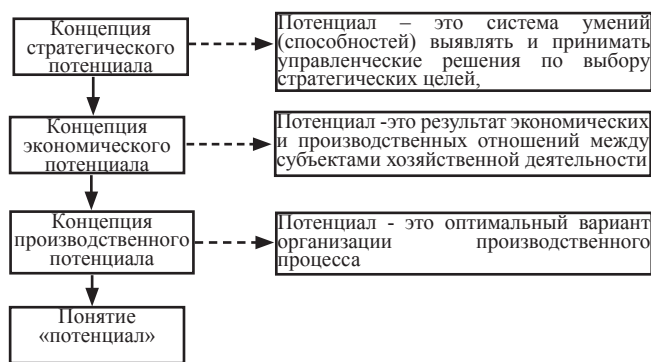 Концепция
стратегического
потенциала
Потенциал – это система умений
(способностей) выявлять и принимать
управленческие решения по выбору
стратегических целей,
Концепция
экономического
потенциала
Потенциал -это результат экономических
и производственных отношений между
субъектами хозяйственной деятельности
Концепция
производственного
потенциала
Потенциал - это оптимальный вариант
организации производственного
процесса
Понятие
«потенциал»